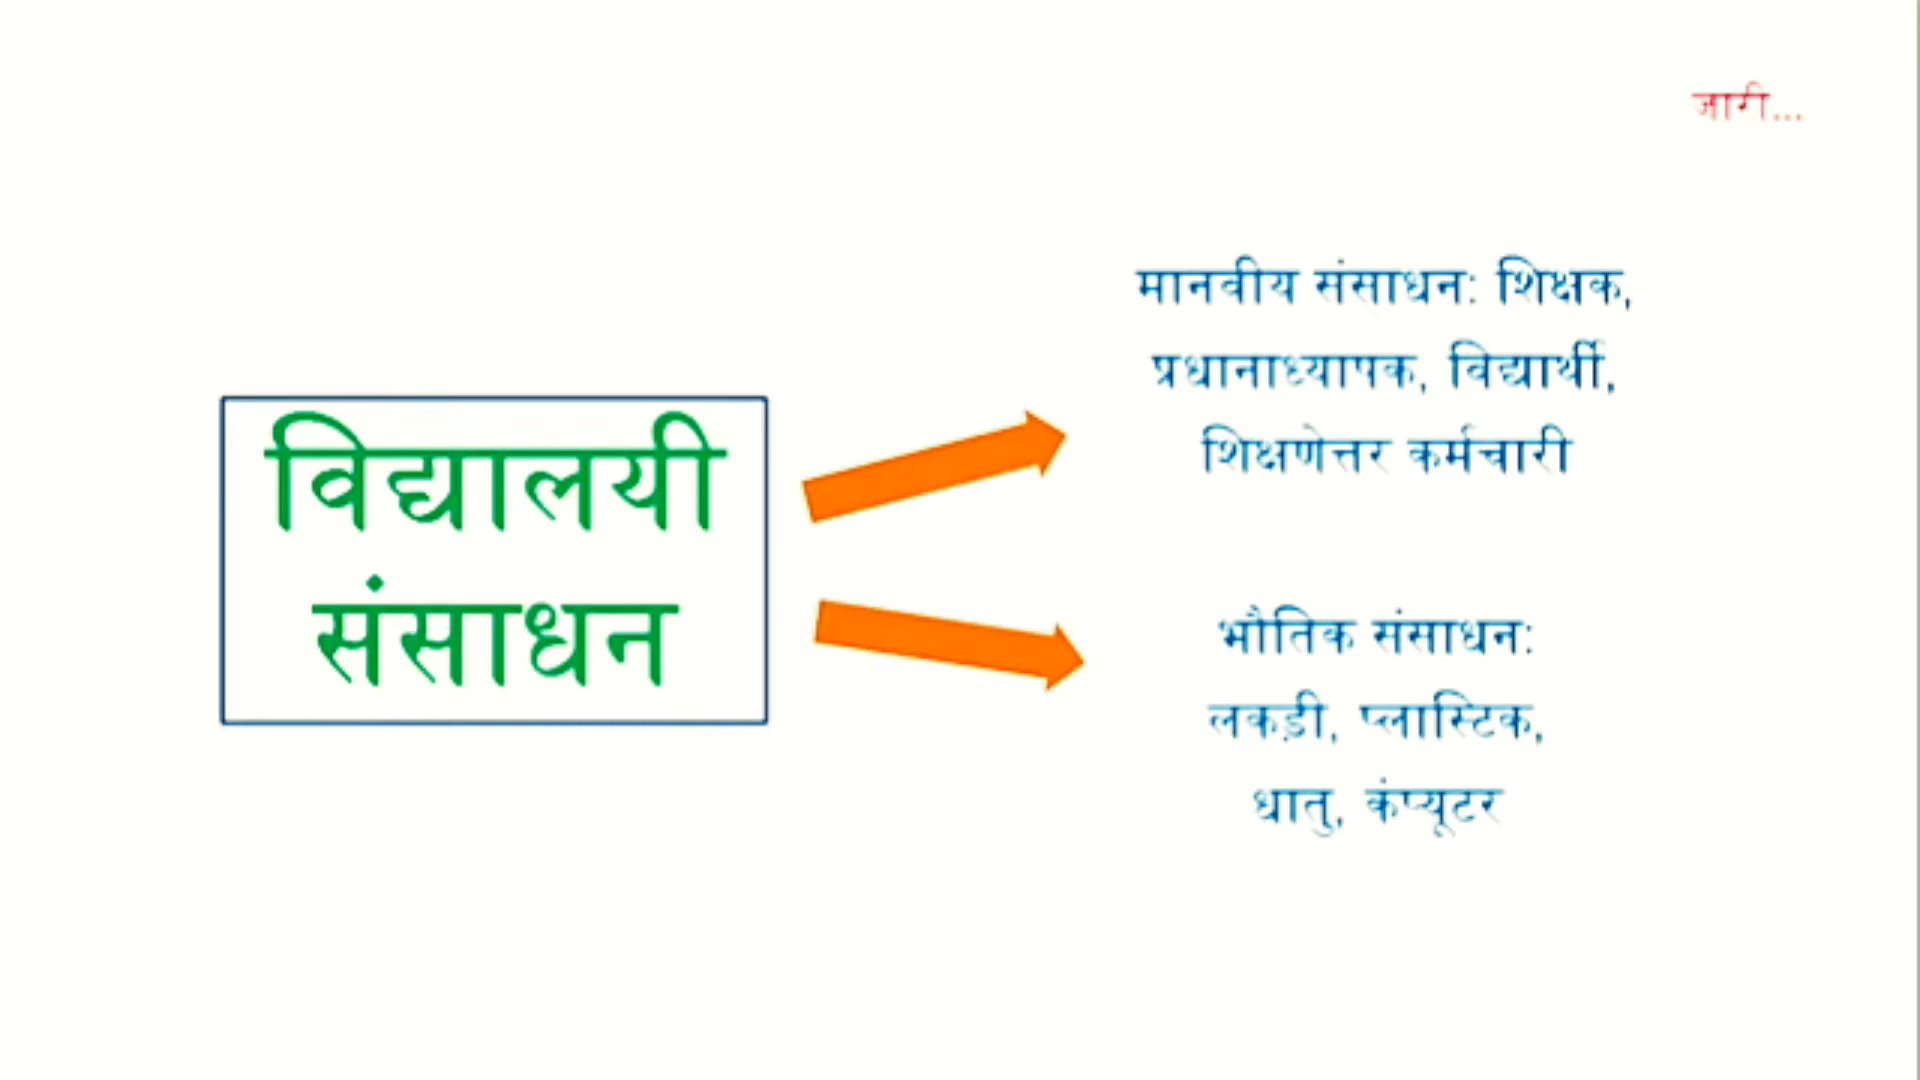 जारी...
विद्यालयी
संसाधन
मानवीय संसाधन: शिक्षक,
प्रधानाध्यापक, विद्यार्थी,
शिक्षणेत्तर कर्मचारी
भौतिक संसाधन:
लकड़ी, प्लास्टिक,
धातु, कंप्यूटर